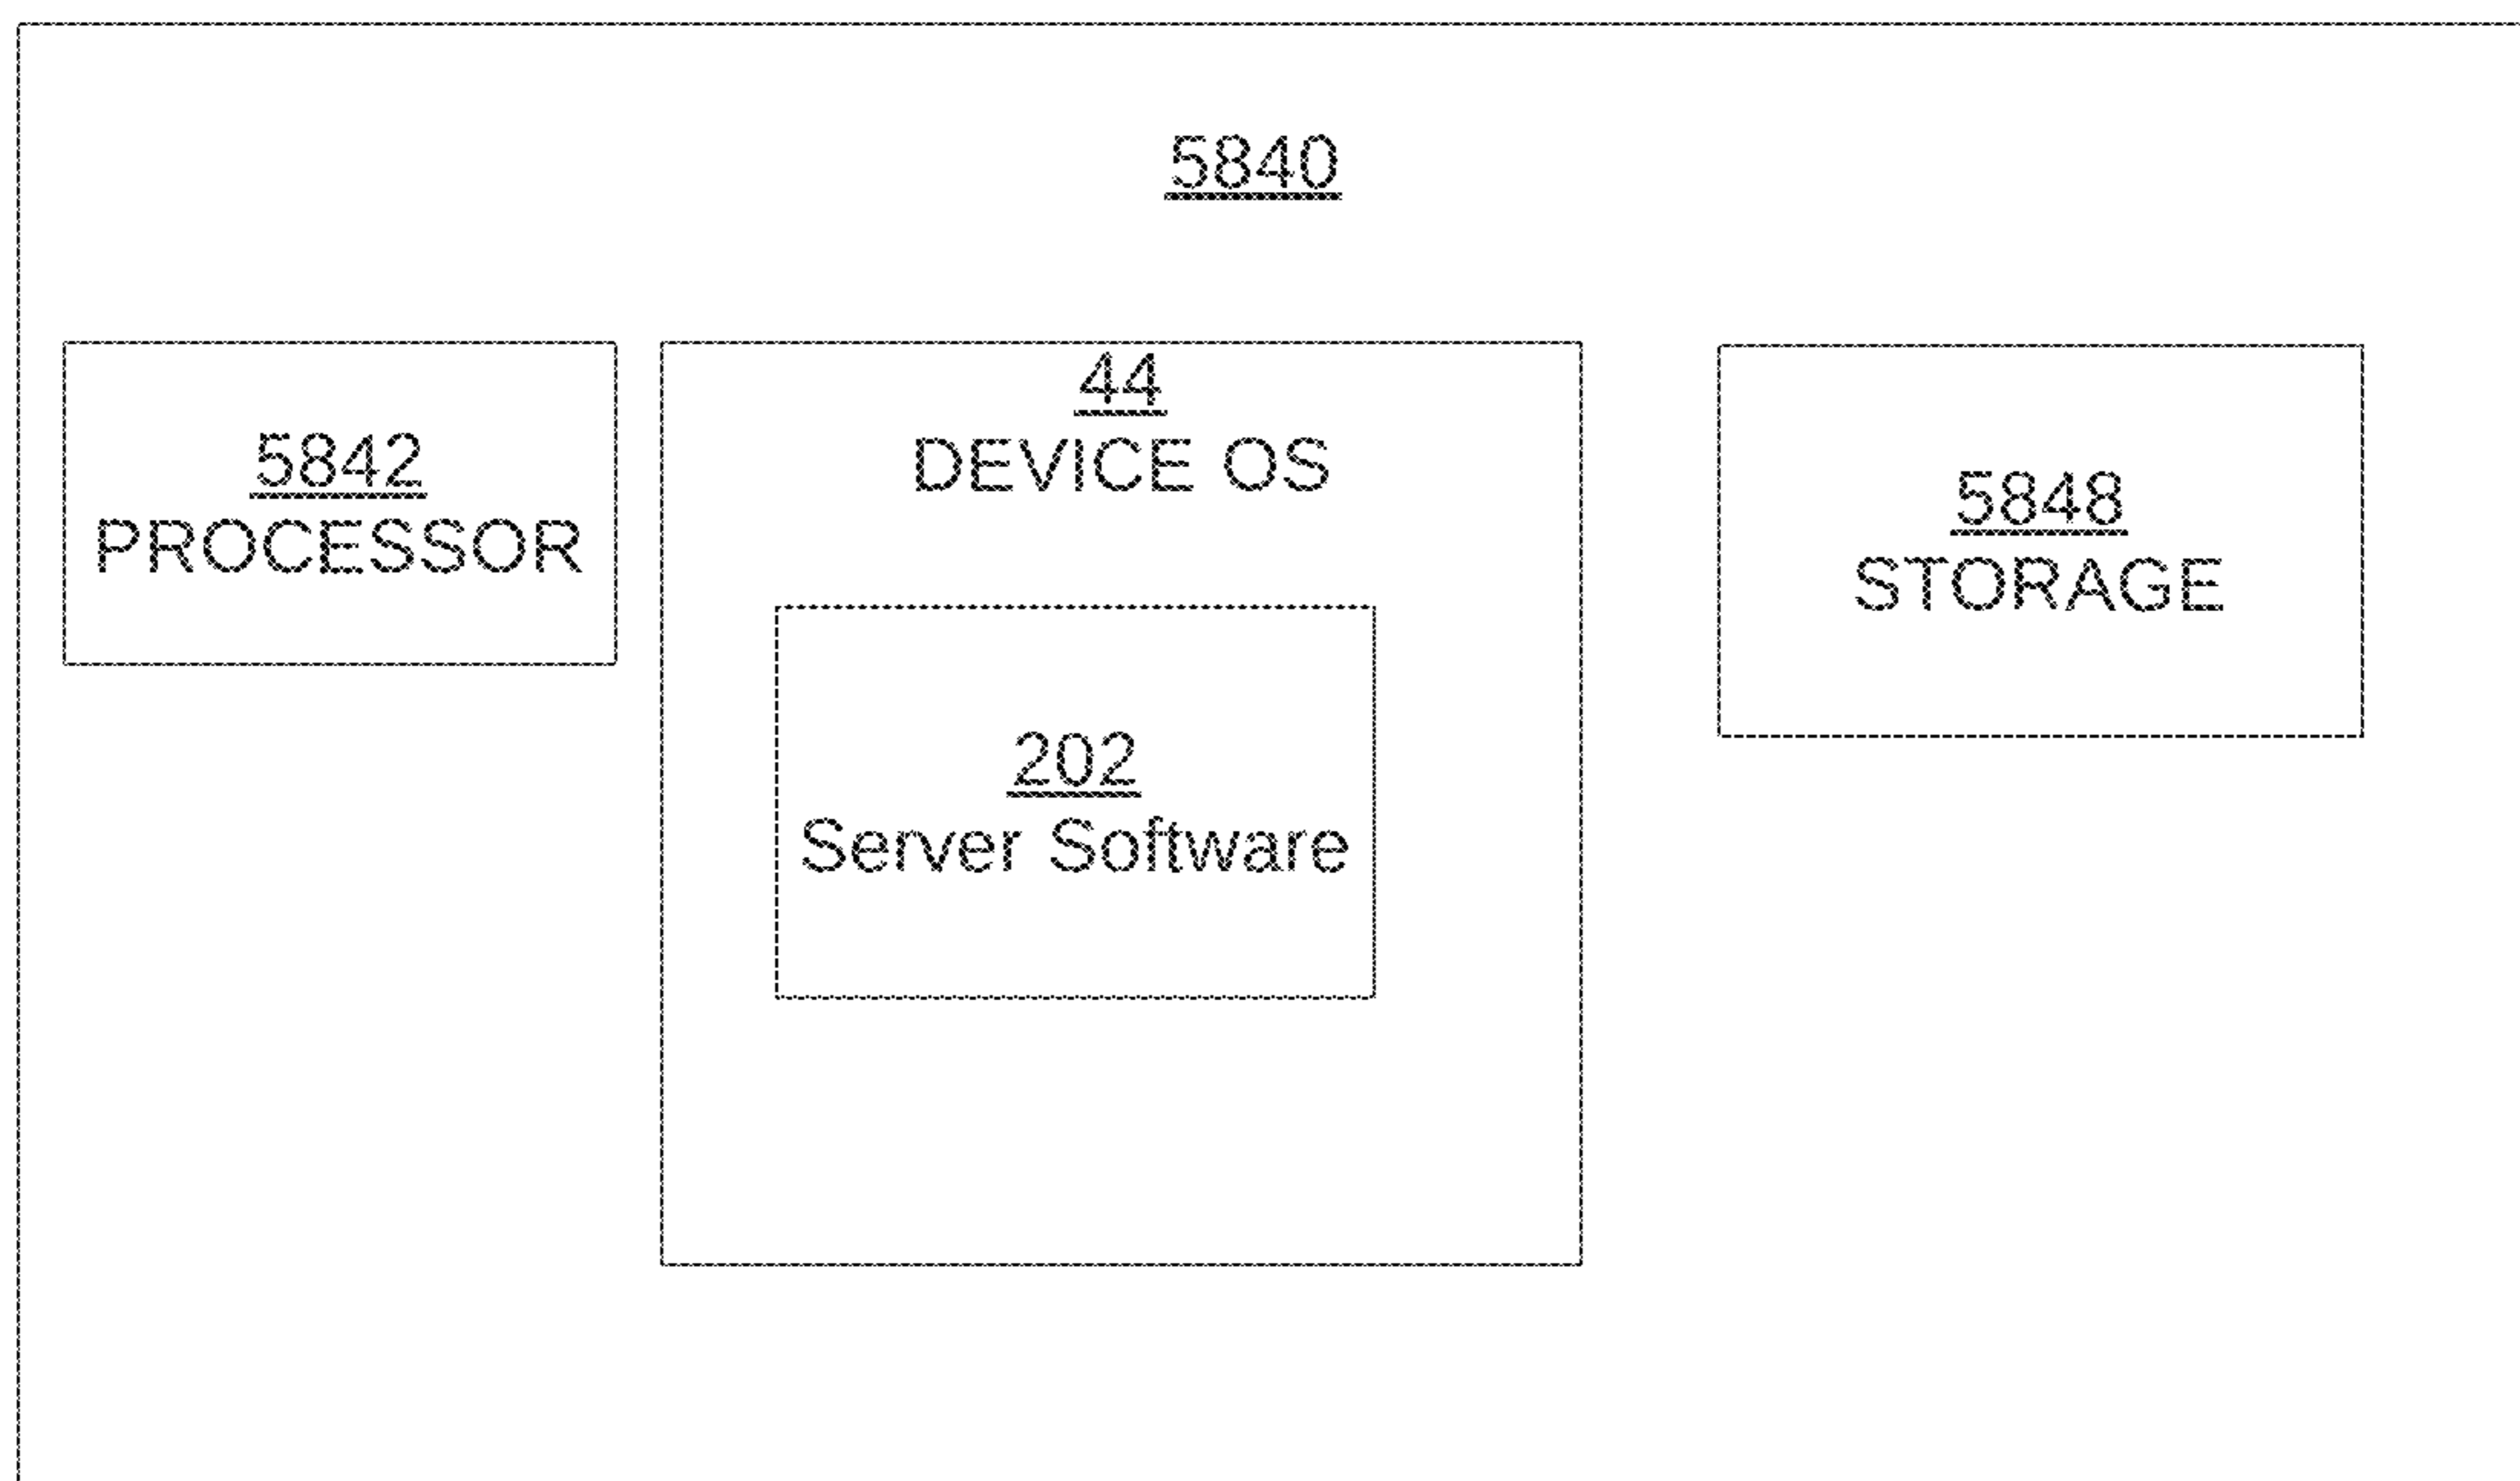 5840
5842
PROCESSOR
44
DEVICE OS
202
Server Software
5848
STORAGE